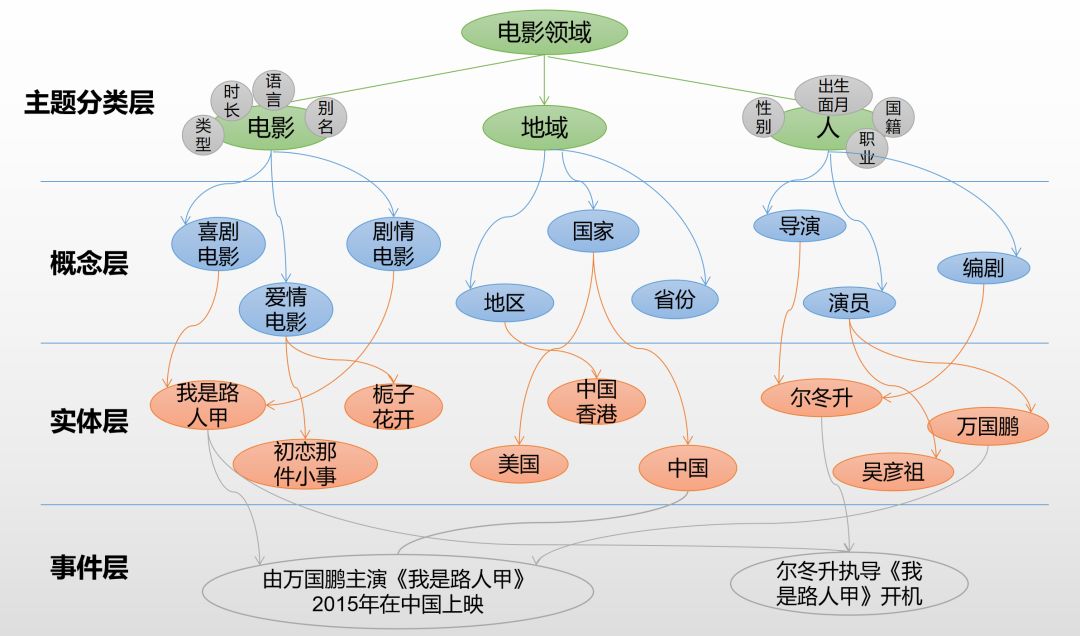 电影领域
主题分类层
类
型
时
长
语
言
别
名
电影
地域
性
别
出生
面月
国
籍
职
业
人
概念层
喜剧
电影
爱情
电影
剧情
电影
地区
国家
省份
导演
演员
编剧
实体层
我是路
人甲
初恋那
件小事
栀子
花开
美国
中国
香港
中国
尔冬升
吴彦祖
万国鹏
事件层
由万国鹏主演《我是路人甲》
2015年在中国上映
尔冬升执导《我
是路人甲》开机